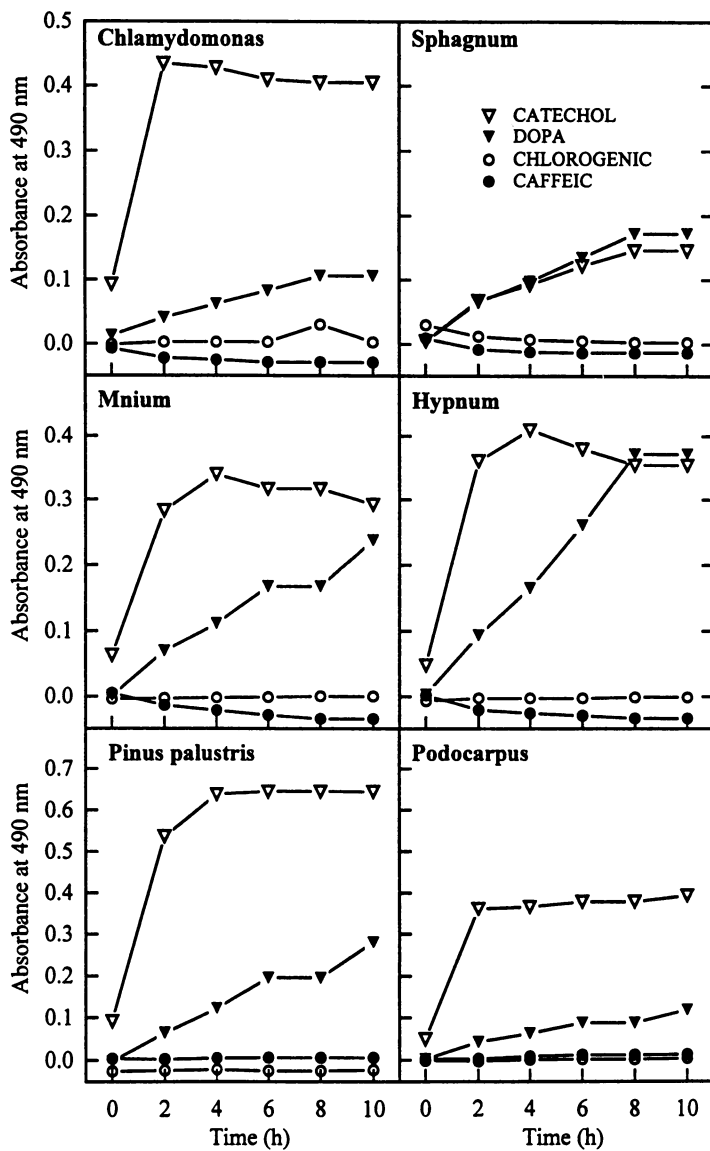 Chlamydomonas
Sphagnum
CATECHOL
DOPA
CHLOROGENIC
CAFFEIC
Absorbance at 490 nm
0.5
0.4
0.3
0.2
0.1
0.0
Mnium
Hypnum
Absorbance at 490 nm
0.4
0.3
0.2
0.1
0.0
Pinus palustris
Podocarpus
Absorbance at 490 nm
0.7
0.6
0.5
0.4
0.3
0.2
0.1
0.0
0 2 4 6 8 10
0 2 4 6 8 10
Time (h)
Time (h)